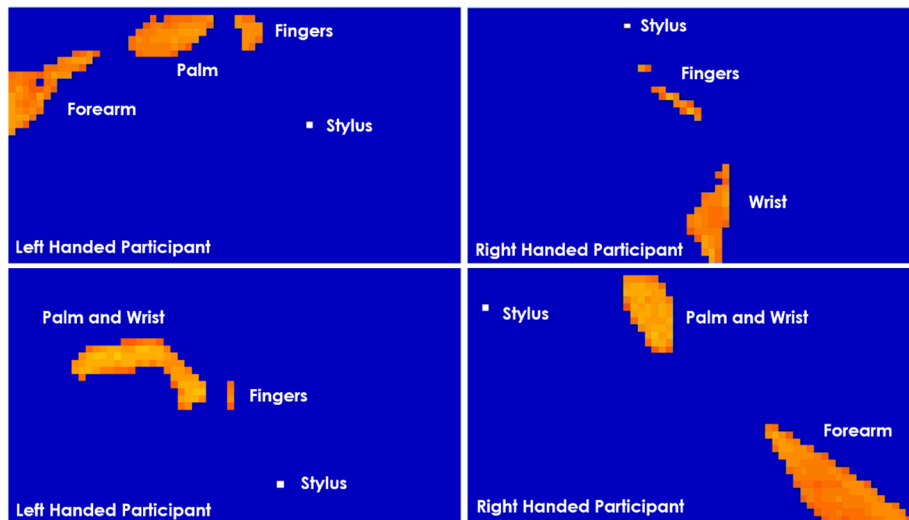 Fingers
Palm
Forearm
Stylus
Left Handed Participant
Stylus
Fingers
Wrist
Right Handed Participant
Palm and Wrist
Fingers
Stylus
Left Handed Participant
Stylus
Palm and Wrist
Forearm
Right Handed Participant